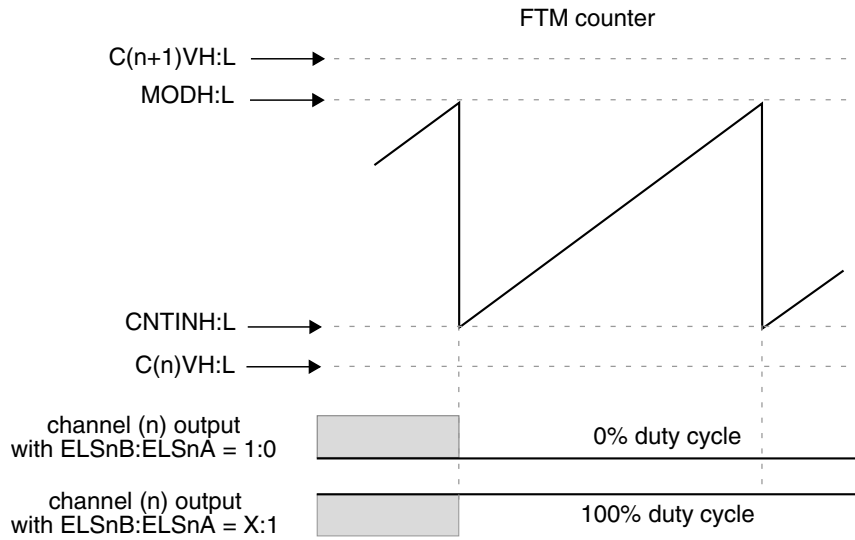 FTM counter
C(n+1)VH:L
MODH:L
CNTINH:L
C(n)VH:L
channel (n) output
with ELSnB:ELSnA = 1:0
0% duty cycle
channel (n) output
with ELSnB:ELSnA = X:1
100% duty cycle